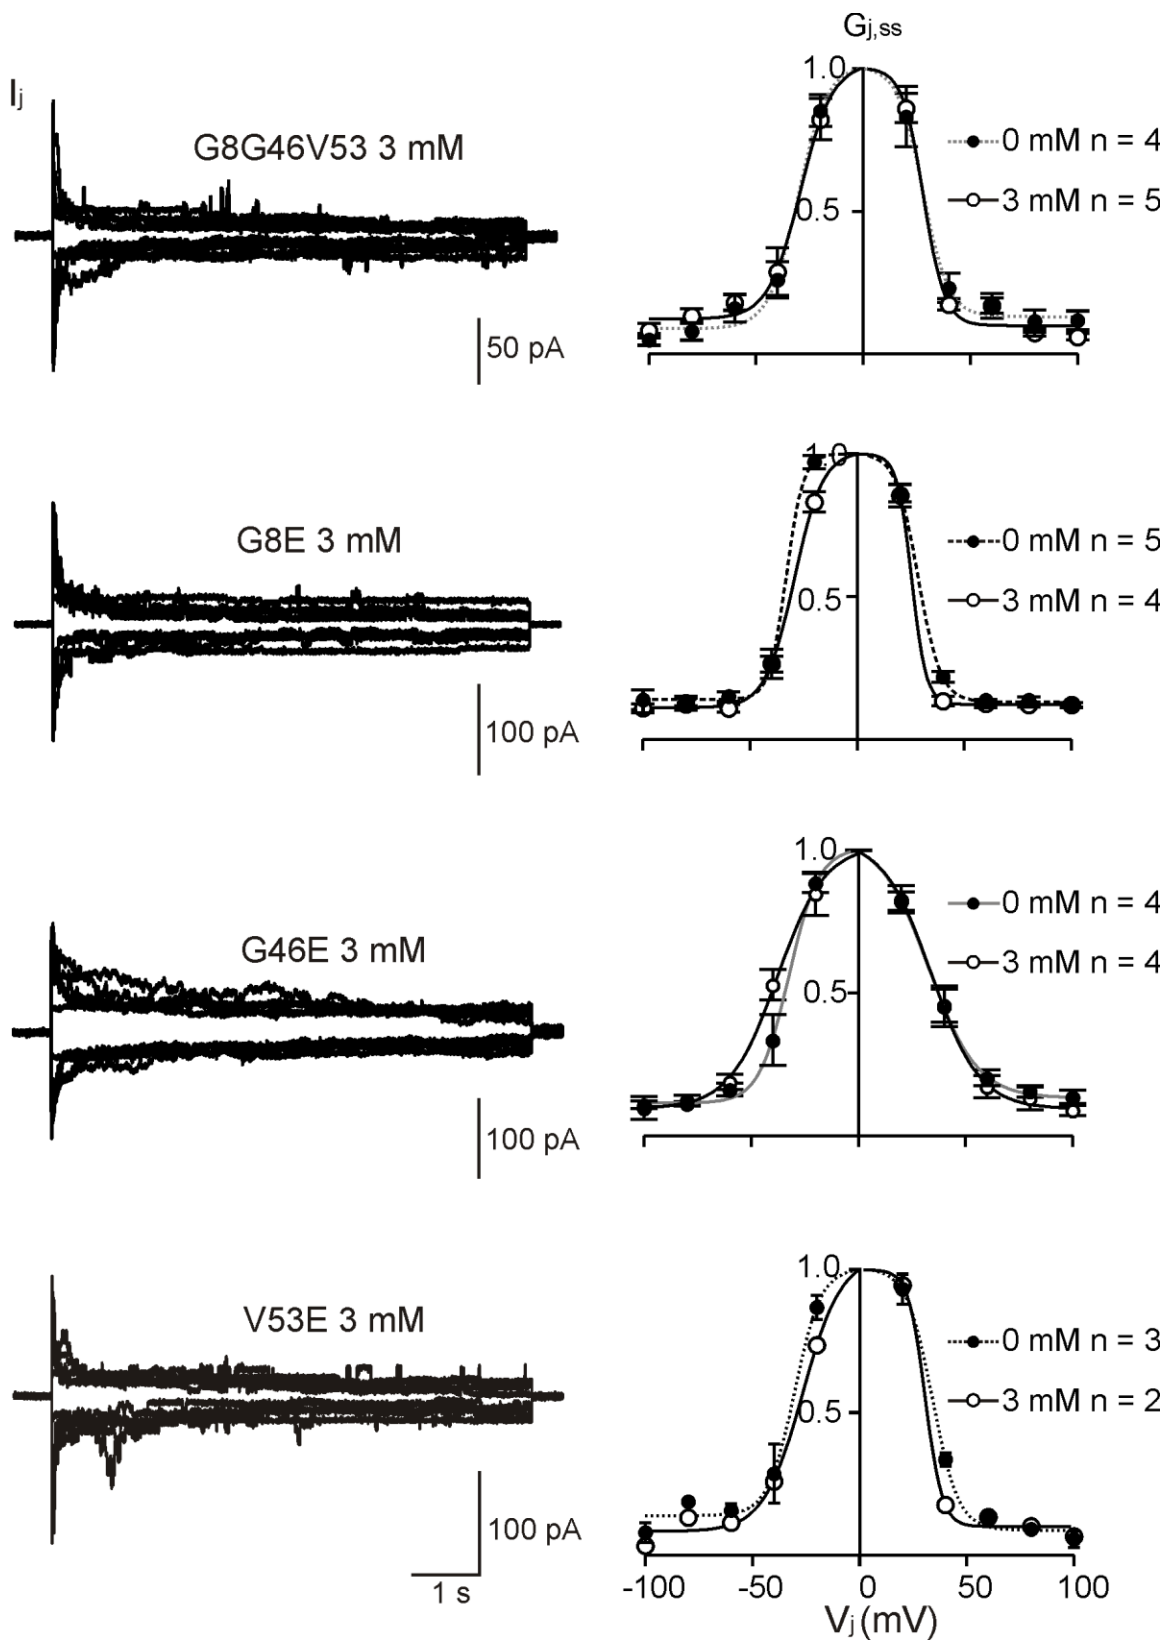 Ij
G8G46V53 3 mM
50 pA
Gj,ss
1.0
0.5
0 mM n = 4
3 mM n = 5
G8E 3 mM
100 pA
1.0
0.5
0 mM n = 5
3 mM n = 4
G46E 3 mM
100 pA
1.0
0.5
0 mM n = 4
3 mM n = 4
V53E 3 mM
100 pA
1 s
1.0
0.5
0 mM n = 3
3 mM n = 2
-100 -50 0 50 100
Vj (mV)